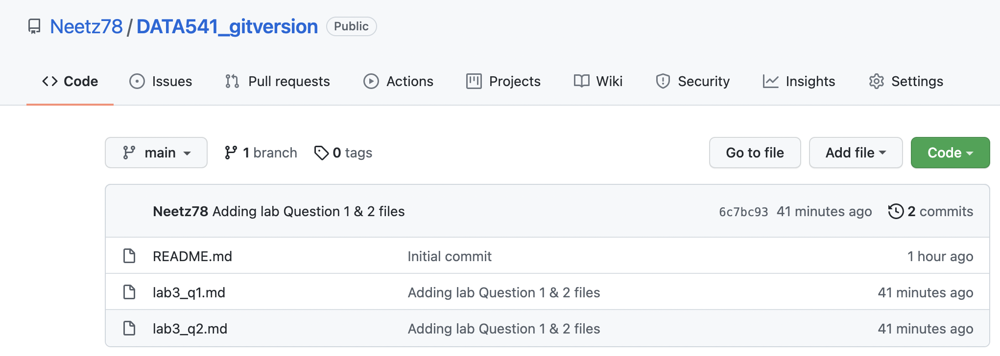 Neetz78 / DATA541_gitversion Public
Code Issues Pull requests Actions Projects Wiki Security Insights Settings
main 1 branch 0 tags Go to file Add file Code
Neetz78 Adding lab Question 1 & 2 files 6c7bc93 41 minutes ago 2 commits
README.md Initial commit 1 hour ago
lab3_q1.md Adding lab Question 1 & 2 files 41 minutes ago
lab3_q2.md Adding lab Question 1 & 2 files 41 minutes ago